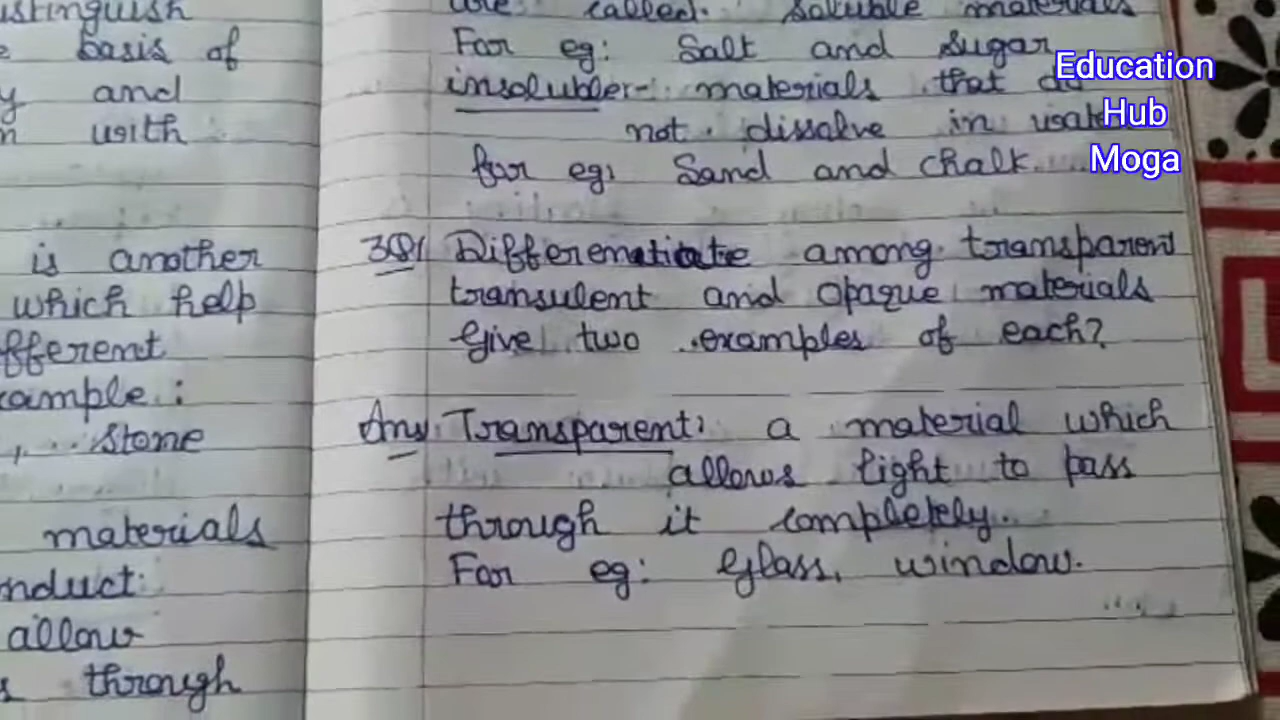 istinguish
e basis of
y and
n with
is another
which help
fferent
xample :
, stone
materials
nduct:
allow
s through
are called. soluble materials
For eg: Salt and sugar
insoluble:- materials that do
not dissolve in water
for eg: Sand and chalk.
3Q1 Differentiate among transparent
transulent and opaque materials
Give two examples of each?
Ans Transparent: a material which
allows light to pass
through it completely.
For eg: Glass, window.
Education
Hub
Moga